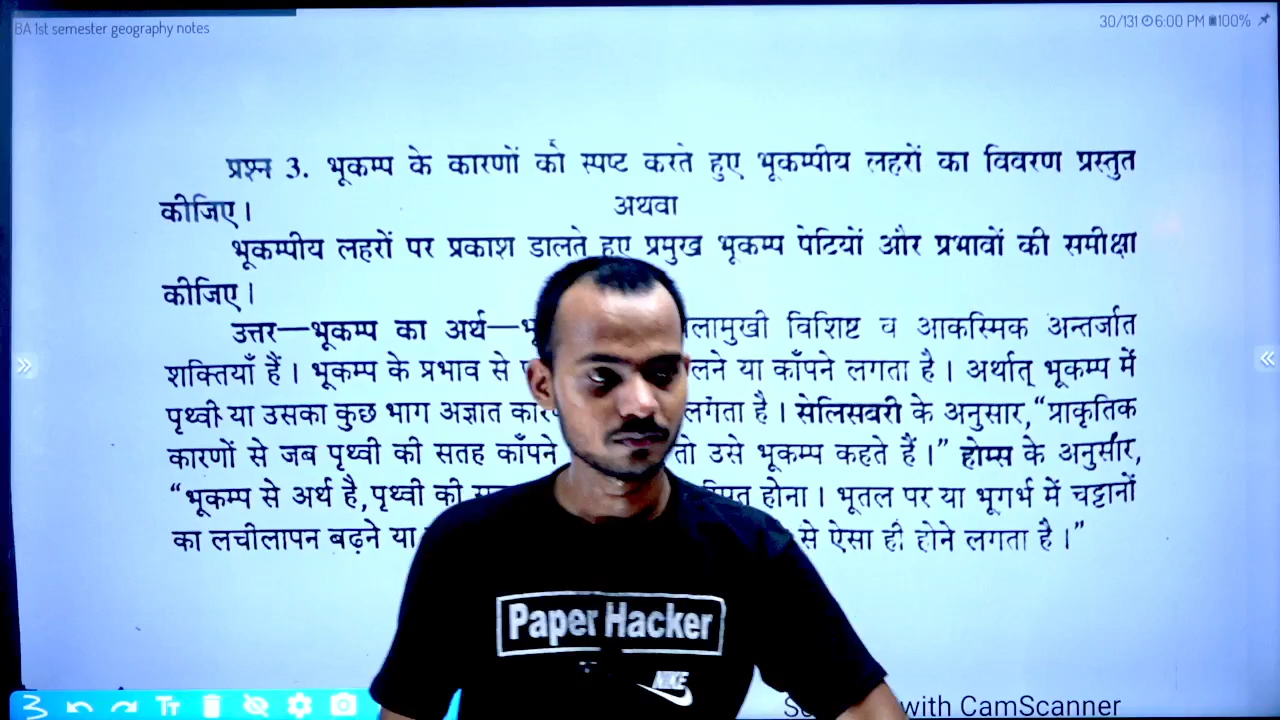 BA 1st semester geography notes
30/131 6:00 PM 100%
प्रश्न 3. भूकम्प के कारणों को स्पष्ट करते हुए भूकम्पीय लहरों का विवरण प्रस्तुत
कीजिए।
अथवा
भूकम्पीय लहरों पर प्रकाश डालते हुए प्रमुख भूकम्प पेटियों और प्रभावों की समीक्षा
कीजिए।
उत्तर—भूकम्प का अर्थ— विशिष्ट व आकस्मिक अन्तर्जात
शक्तियाँ हैं। भूकम्प के प्रभाव से या काँपने लगता है। अर्थात् भूकम्प में
पृथ्वी या उसका कुछ भाग अज्ञात लगता है। सेलिसबरी के अनुसार, “प्राकृतिक
कारणों से जब पृथ्वी की सतह काँपने तो उसे भूकम्प कहते हैं।” होम्स के अनुसार,
“भूकम्प से अर्थ है, पृथ्वी की होना। भूतल पर या भूगर्भ में चट्टानों
का लचीलापन बढ़ने या से ऐसा ही होने लगता है।”
Paper Hacker
NIKE
with CamScanner